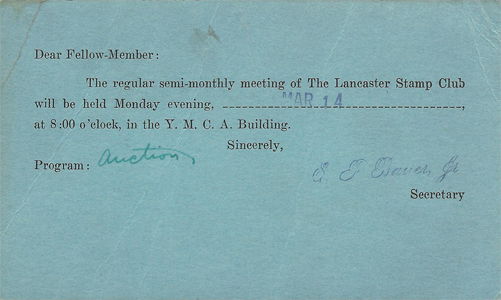 Dear Fellow-Member:
The regular semi-monthly meeting of The Lancaster Stamp Club
will be held Monday evening, MAR 14,
at 8:00 o'clock, in the Y. M. C. A. Building.
Sincerely,
Program: Auction
Jr
Secretary